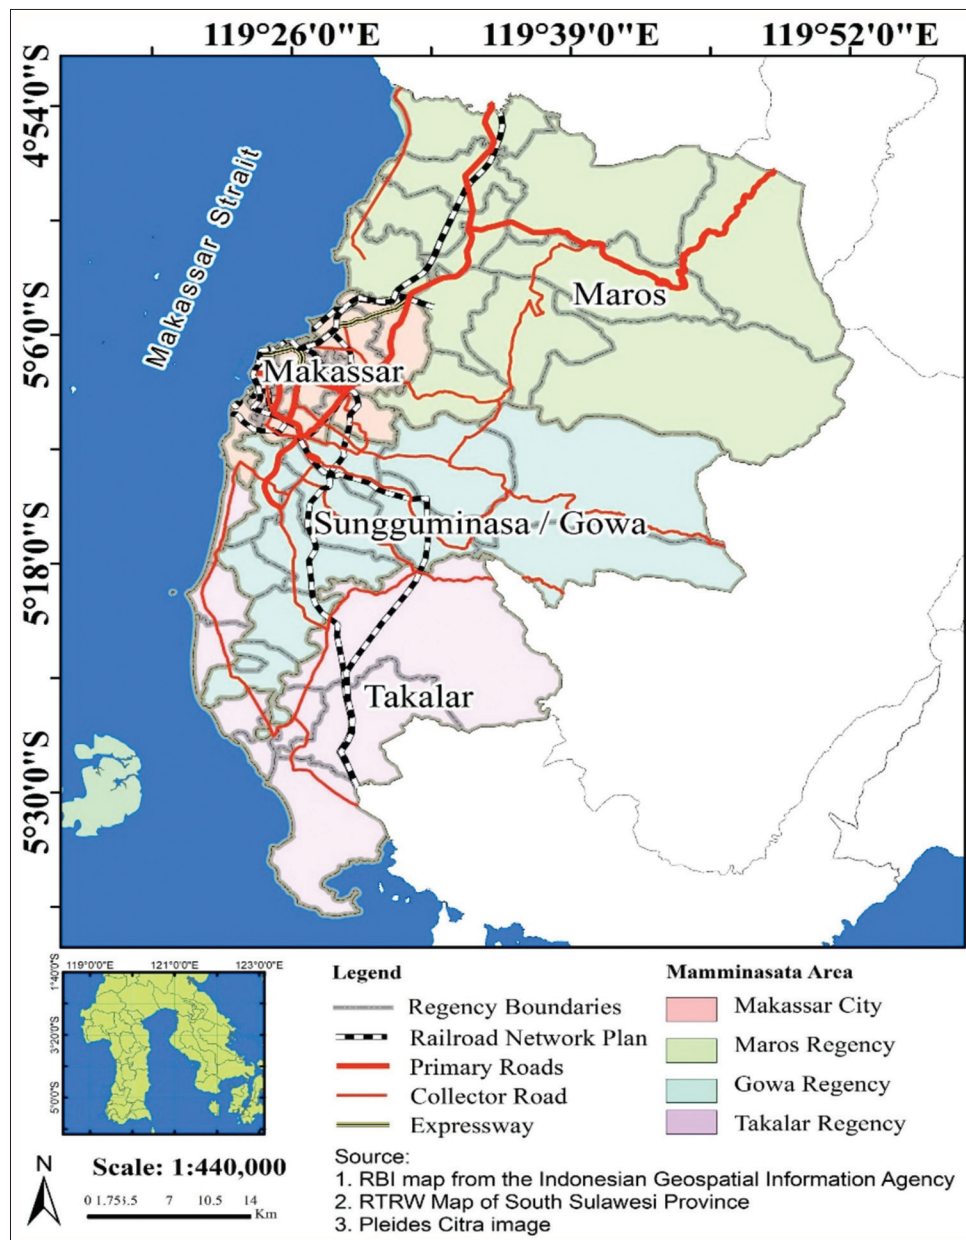 119°26'0"E 119°39'0"E 119°52'0"E
4°54'0"S
5°6'0"S
5°18'0"S
5°30'0"S
Makassar Strait
Maros
Makassar
Sungguminasa / Gowa
Takalar
119°0'0"E 121°0'0"E 123°0'0"E
1°40'0"S
3°20'0"S
5°0'0"S
N
Scale: 1:440,000
0 1.75 3.5 7 10.5 14
Km
Legend
Regency Boundaries
Railroad Network Plan
Primary Roads
Collector Road
Expressway
Mamminasata Area
Makassar City
Maros Regency
Gowa Regency
Takalar Regency
Source:
1. RBI map from the Indonesian Geospatial Information Agency
2. RTRW Map of South Sulawesi Province
3. Pleides Citra image